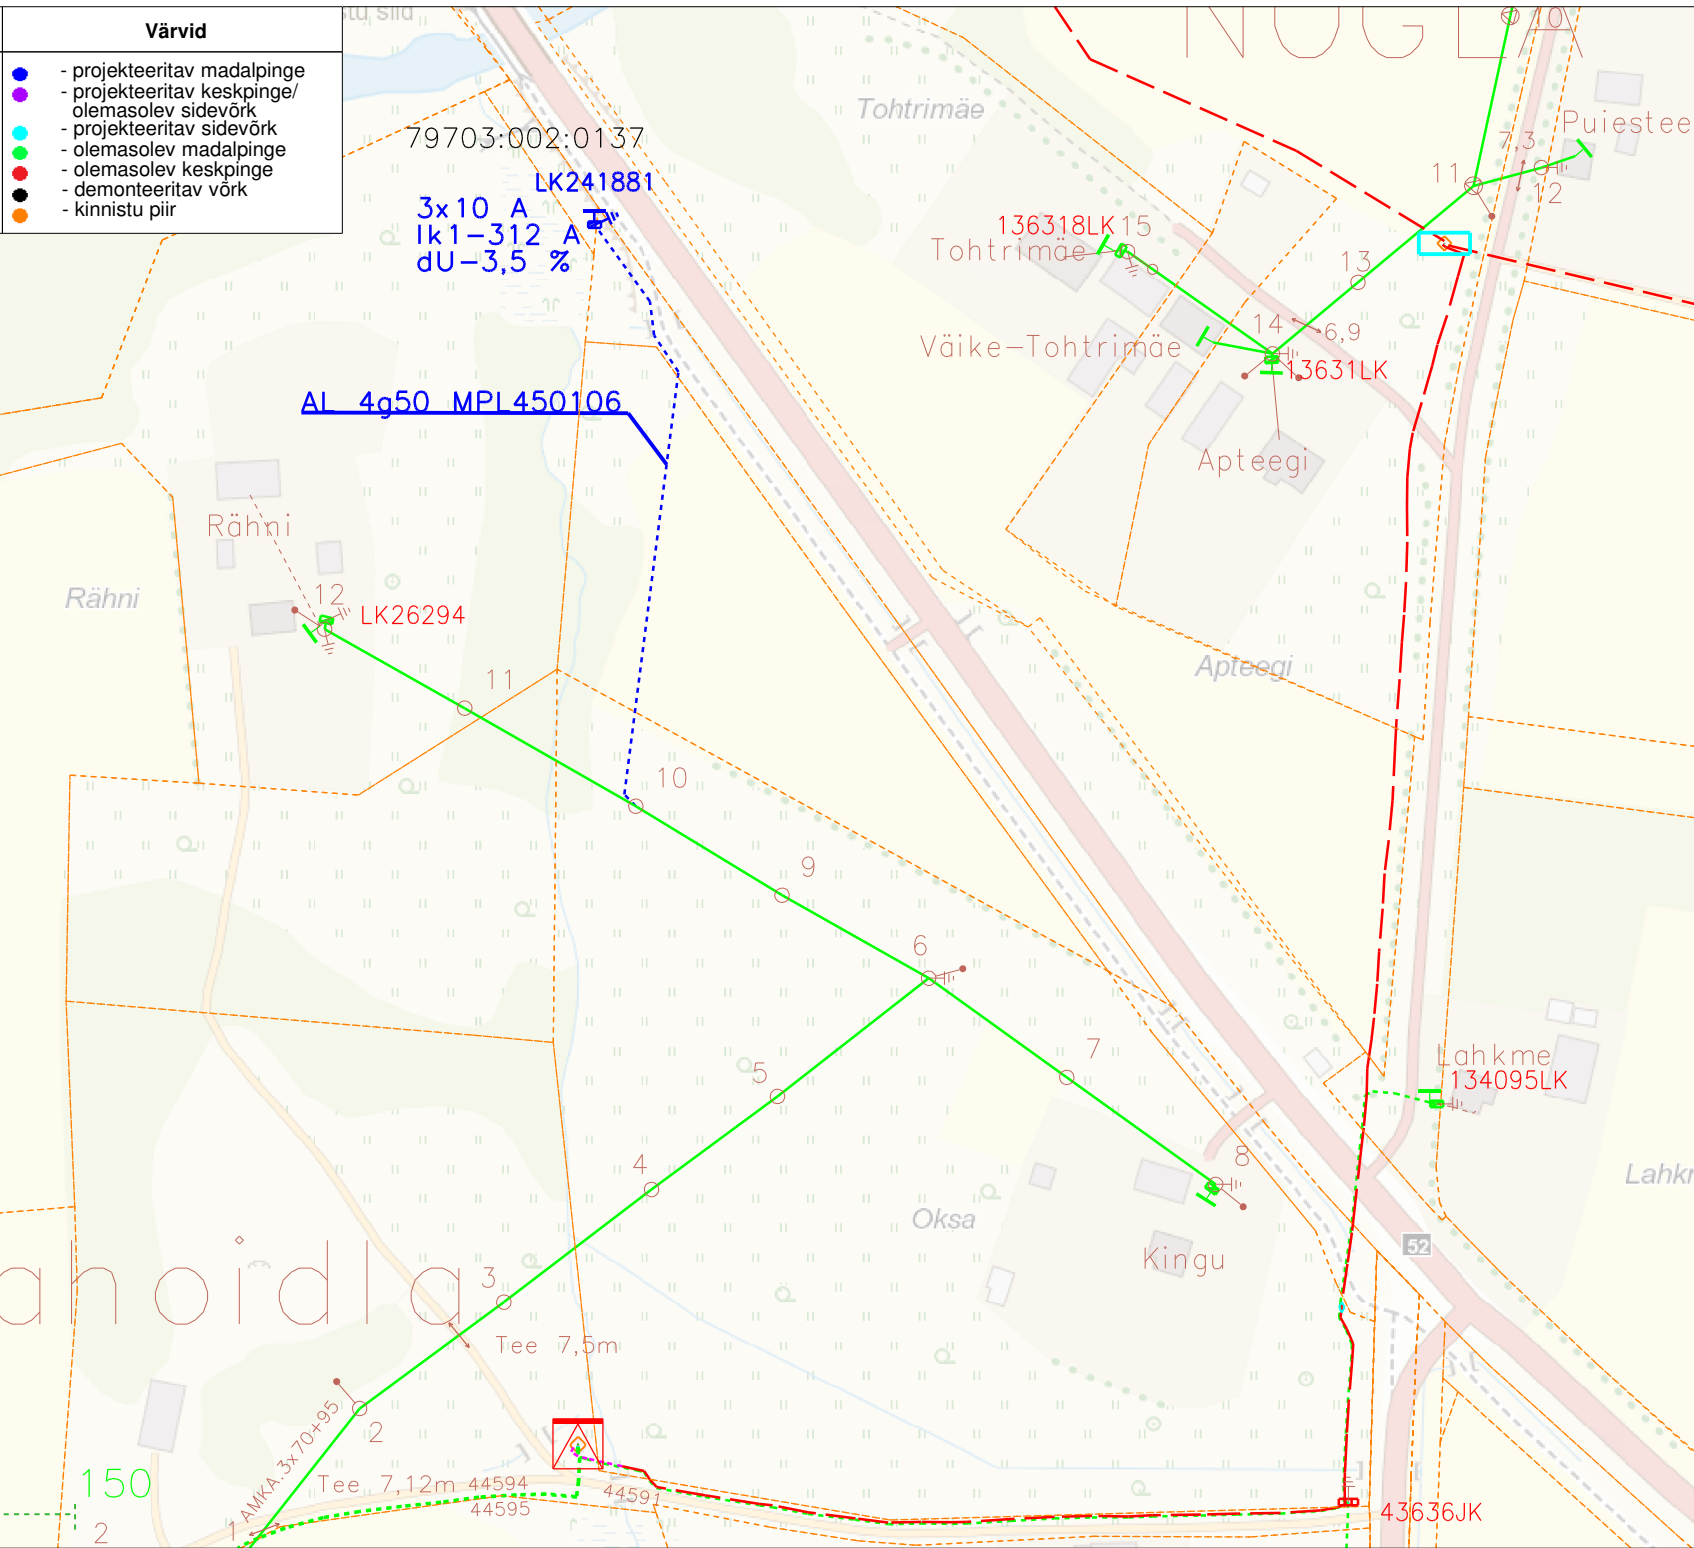 Värvid
- projekteeritav madalpinge
- projekteeritav keskpinge/
olemasolev sidevõrk
- projekteeritav sidevõrk
- olemasolev madalpinge
- olemasolev keskpinge
- demonteeritav võrk
- kinnistu piir
79703:002:0137
LK241881
3x10 A
Ik1-312 A
dU-3,5 %
AL 4g50 MPL450106
Tohtrimäe
Puiestee
7,3
11
12
136318LK 15
Tohtrimäe
13
14
6,9
Väike-Tohtrimäe
13631LK
Apteegi
Rähni
Rähni
12
LK26294
11
10
9
6
7
5
4
8
3
2
Apteegi
Lahkme
134095LK
Oksa
Kingu
52
anoidla
Tee 7,5m
1 AMKA.3x70+95
Tee 7,12m 44594
44595
44591
150
2
43636JK